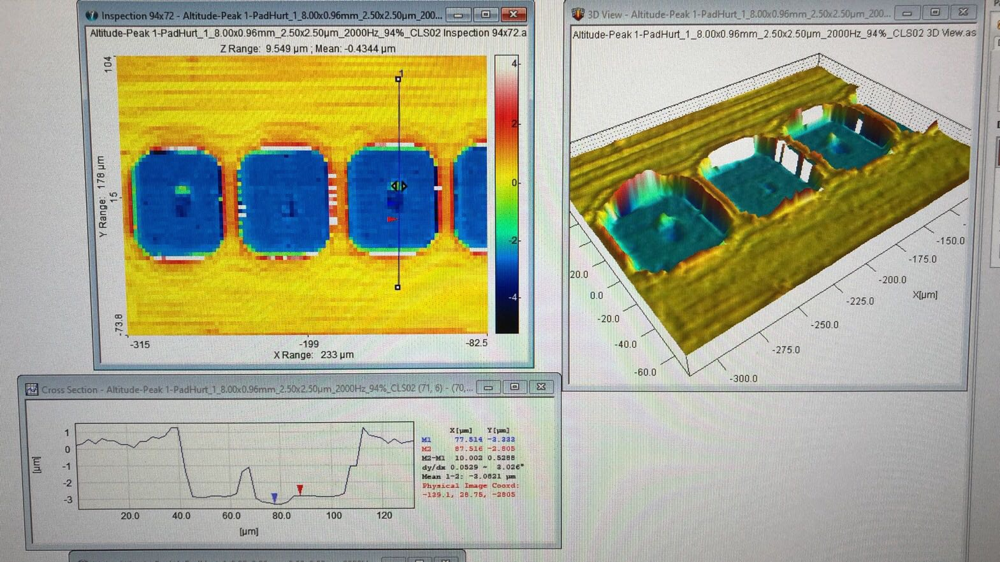 Inspection 94x72 - Altitude-Peak 1-PadHurt_1_8.00x0.96mm_2.50x2.50µm_200...
Altitude-Peak 1-PadHurt_1_8.00x0.96mm_2.50x2.50µm_2000Hz_94%_CLS02 Inspection 94x72.a
Z Range: 9.549 µm ; Mean: -0.4344 µm
104
15
-73.8
Y Range: 178 µm
1
4
2
0
-2
-4
-315
-199
-82.5
X Range: 233 µm
3D View - Altitude-Peak 1-PadHurt_1_8.00x0.96mm_2.50x2.50µm_200...
Altitude-Peak 1-PadHurt_1_8.00x0.96mm_2.50x2.50µm_2000Hz_94%_CLS02 3D View.as
20.0
0.0
-20.0
-40.0
-60.0
-150.0
-175.0
-200.0
-225.0
-250.0
-275.0
-300.0
X[µm]
Cross Section - Altitude-Peak 1-PadHurt_1_8.00x0.96mm_2.50x2.50µm_2000Hz_94%_CLS02 (71, 6) - (70,...
1
0
-1
-2
-3
[µm]
20.0 40.0 60.0 80.0 100 120
[µm]
X[µm] Y[µm]
M1 77.514 -3.333
M2 87.516 -2.805
M2-M1 10.002 0.5288
dy/dx 0.0529 ~ 3.026°
Mean 1-2: -3.0821 µm
Physical Image Coord:
-139.1, 28.75, -2805